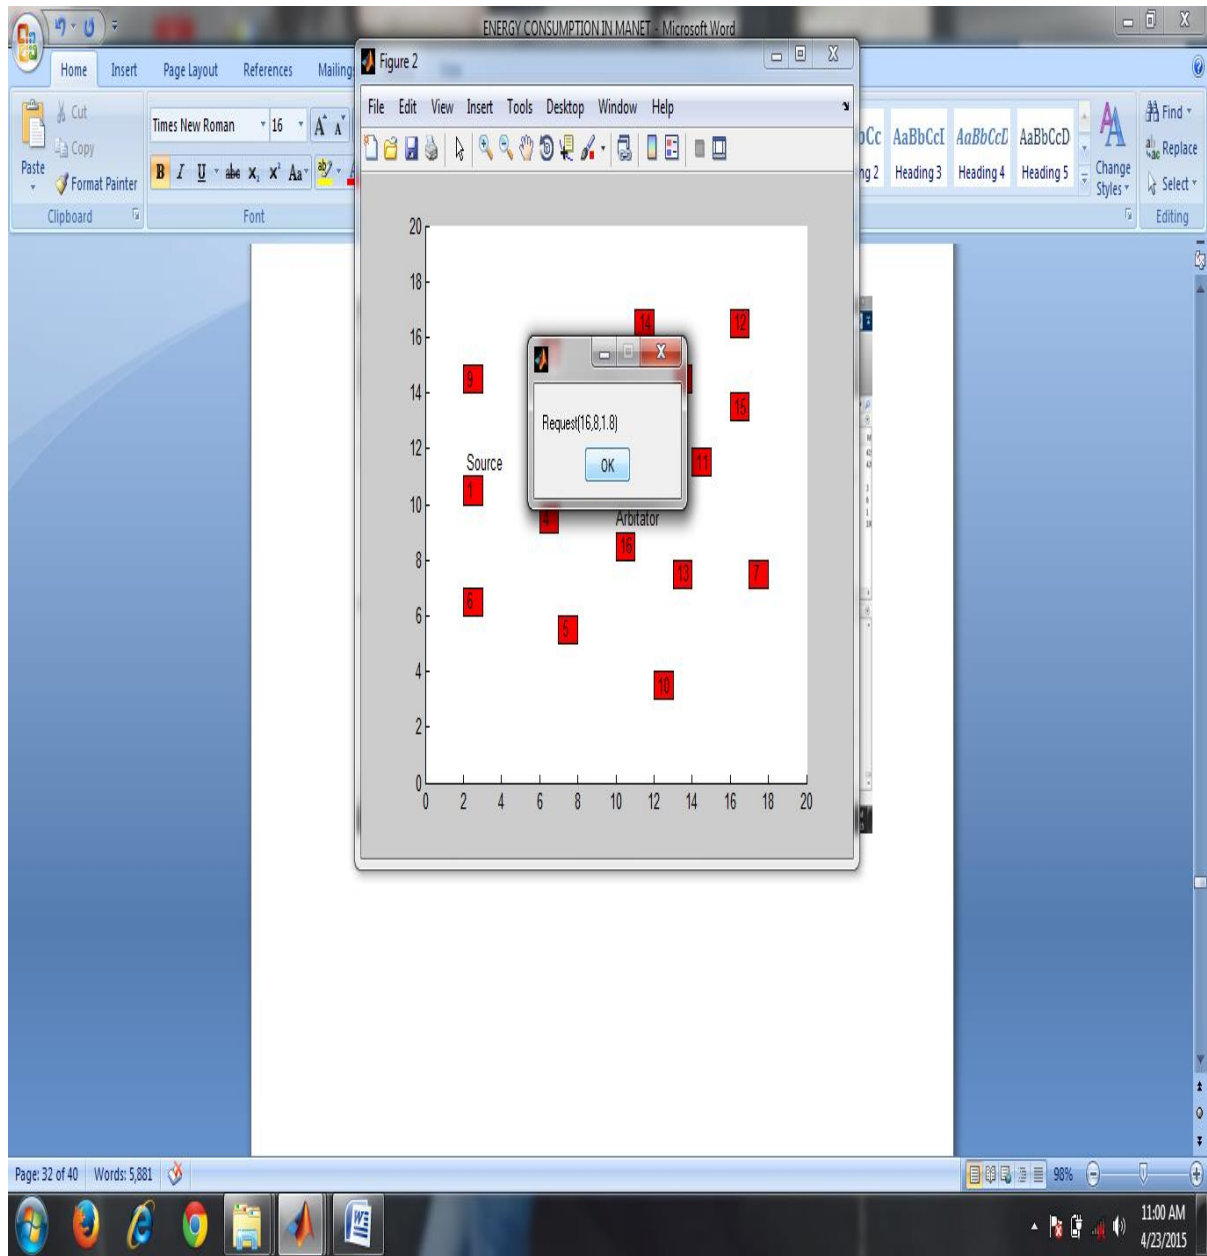 ENERGY CONSUMPTION IN MANET - Microsoft Word
Home Insert Page Layout References Mailing
Cut
Copy
Paste
Format Painter
Clipboard
Times New Roman 16
B I U abe x, x² Aa
Font
AaBbCcI AaBbCcD AaBbCcD
Heading 3 Heading 4 Heading 5
Change Styles
Find
Replace
Select
Editing
Figure 2
File Edit View Insert Tools Desktop Window Help
20
18
16
14
12
10
8
6
4
2
0
14
12
9
15
Source
11
1
4
Arbitator
16
13
7
6
5
10
Request(16,8,1.8)
OK
0 2 4 6 8 10 12 14 16 18 20
Page: 32 of 40 Words: 5,881
98%
11:00 AM
4/23/2015